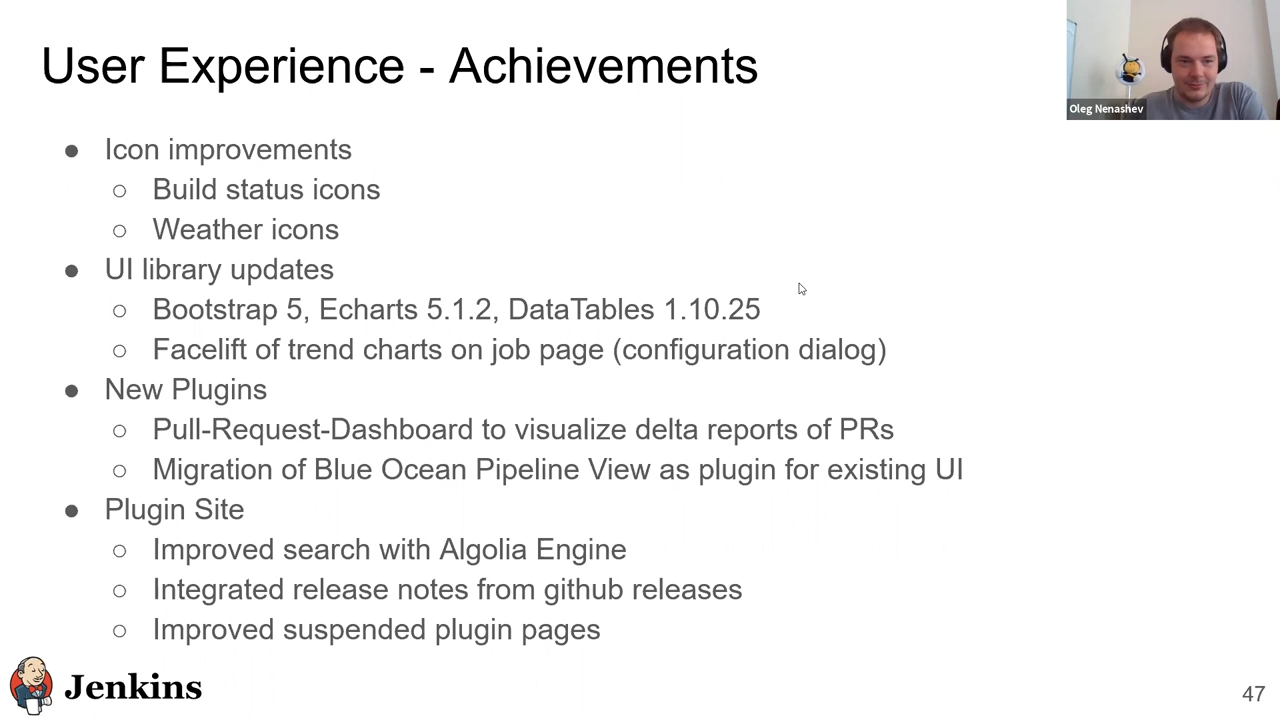 User Experience - Achievements
Oleg Nenashev
● Icon improvements
○ Build status icons
○ Weather icons
● UI library updates
○ Bootstrap 5, Echarts 5.1.2, DataTables 1.10.25
○ Facelift of trend charts on job page (configuration dialog)
● New Plugins
○ Pull-Request-Dashboard to visualize delta reports of PRs
○ Migration of Blue Ocean Pipeline View as plugin for existing UI
● Plugin Site
○ Improved search with Algolia Engine
○ Integrated release notes from github releases
○ Improved suspended plugin pages
Jenkins
47